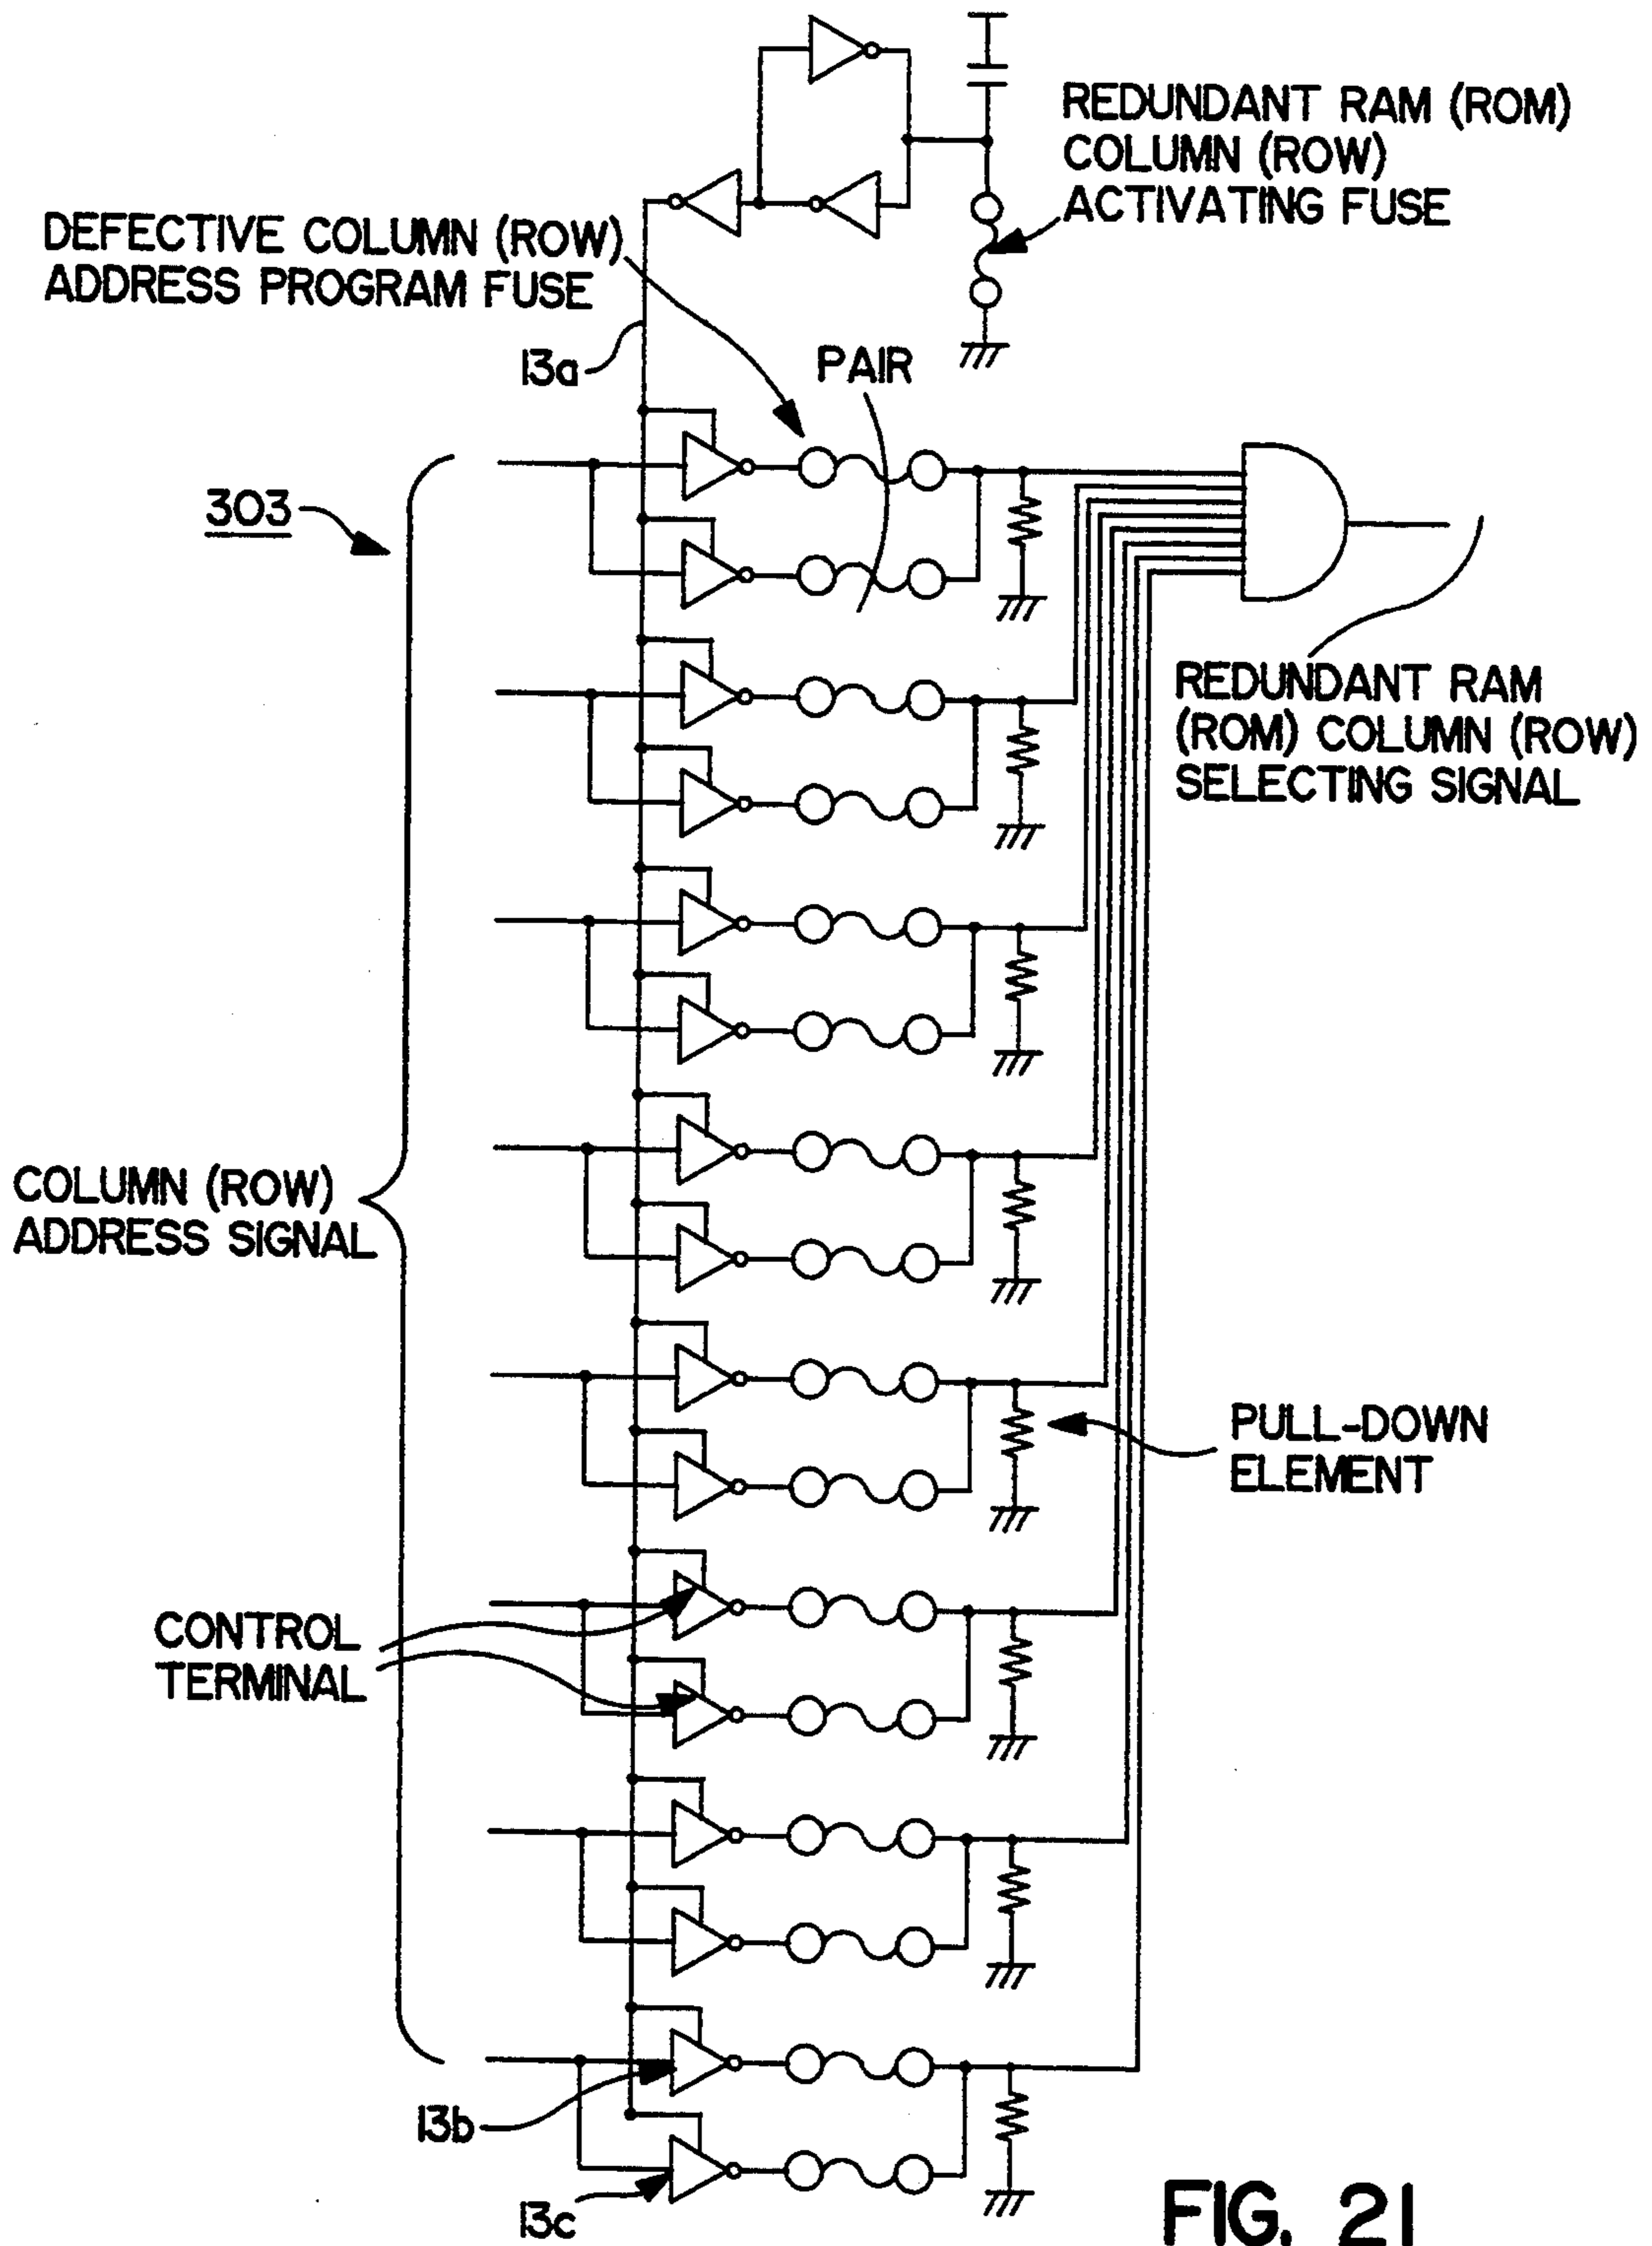 REDUNDANT RAM (ROM)
COLUMN (ROW)
ACTIVATING FUSE
DEFECTIVE COLUMN (ROW)
ADDRESS PROGRAM FUSE
13a
PAIR
303
REDUNDANT RAM
(ROM) COLUMN (ROW)
SELECTING SIGNAL
COLUMN (ROW)
ADDRESS SIGNAL
PULL-DOWN
ELEMENT
CONTROL
TERMINAL
13b
13c
FIG. 21